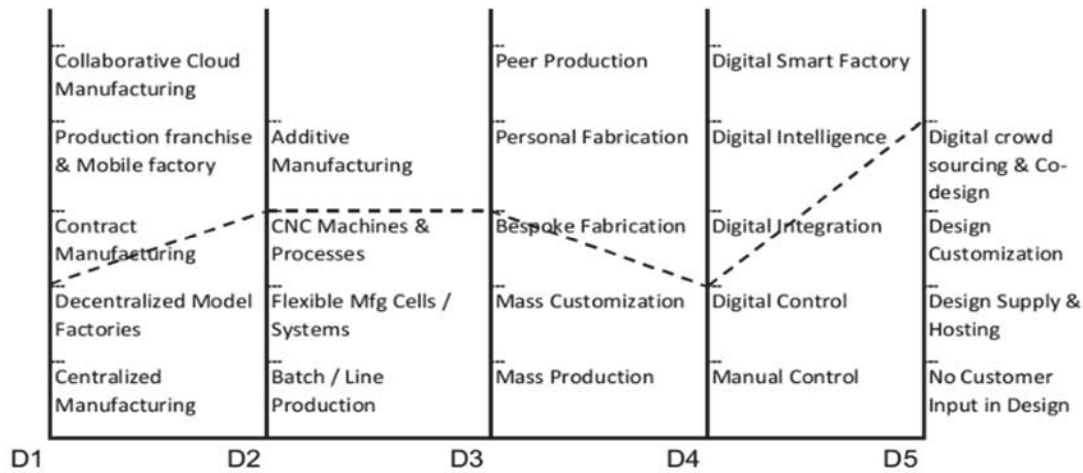 Collaborative Cloud
Manufacturing
Production franchise
& Mobile factory
Contract
Manufacturing
Decentralized Model
Factories
Centralized
Manufacturing
Additive
Manufacturing
CNC Machines &
Processes
Flexible Mfg Cells /
Systems
Batch / Line
Production
Peer Production
Personal Fabrication
Bespoke Fabrication
Mass Customization
Mass Production
Digital Smart Factory
Digital Intelligence
Digital Integration
Digital Control
Manual Control
Digital crowd
sourcing & Co-
design
Design
Customization
Design Supply &
Hosting
No Customer
Input in Design
D1
D2
D3
D4
D5